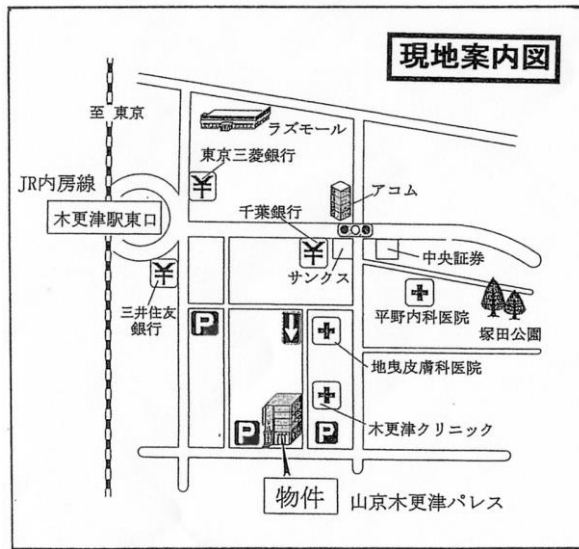 現地案内図
至 東京
ラズモール
東京三菱銀行
JR内房線
アコム
木更津駅東口
千葉銀行
中央証券
サンクス
三井住友
銀行
平野内科医院
塚田公園
P
地曳皮膚科医院
木更津クリニック
P
P
物件
山京木更津パレス